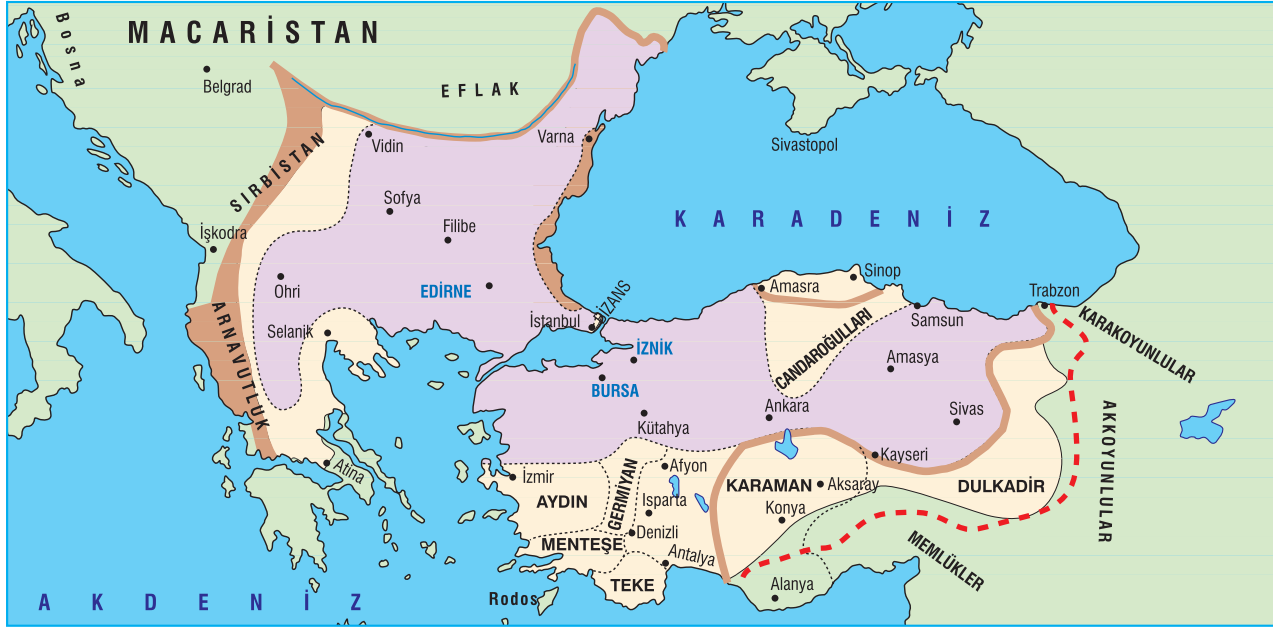 Bosna
MACARİSTAN
Belgrad
EFLAK
Vidin
Varna
Sivastopol
SIRBİSTAN
Sofya
Filibe
İşkodra
KARADENİZ
Ohri
EDİRNE
Sinop
Amasra
Trabzon
BİZANS
İstanbul
Selanik
ARNAVUTLUK
CANDAROĞULLARI
Samsun
KARAKOYUNLULAR
İZNİK
Amasya
BURSA
Ankara
Sivas
AKKOYUNLULAR
Kütahya
Atina
İzmir
Afyon
Kayseri
AYDIN
GERMİYAN
KARAMAN
Aksaray
DULKADİR
Isparta
Konya
Denizli
MENTEŞE
Antalya
MEMLÜKLER
TEKE
Alanya
AKDENİZ
Rodos